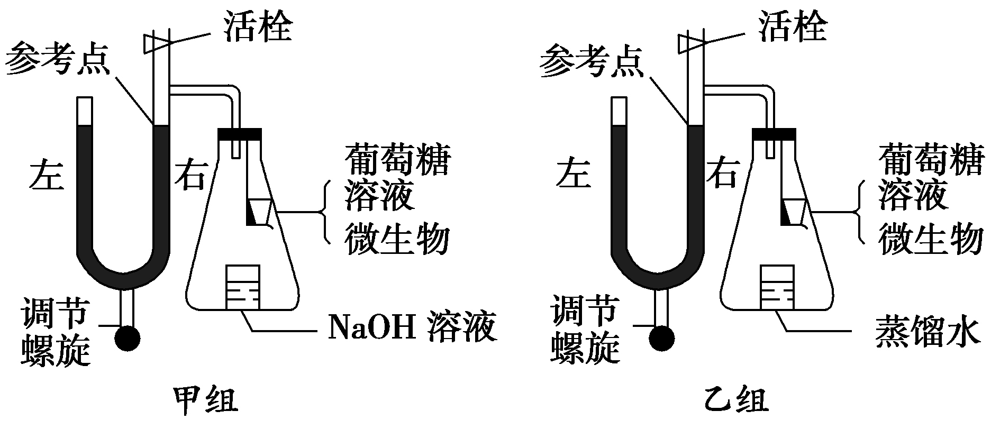 活栓
参考点
左
右
葡萄糖
溶液
微生物
调节
螺旋
NaOH 溶液
甲组
活栓
参考点
左
右
葡萄糖
溶液
微生物
调节
螺旋
蒸馏水
乙组